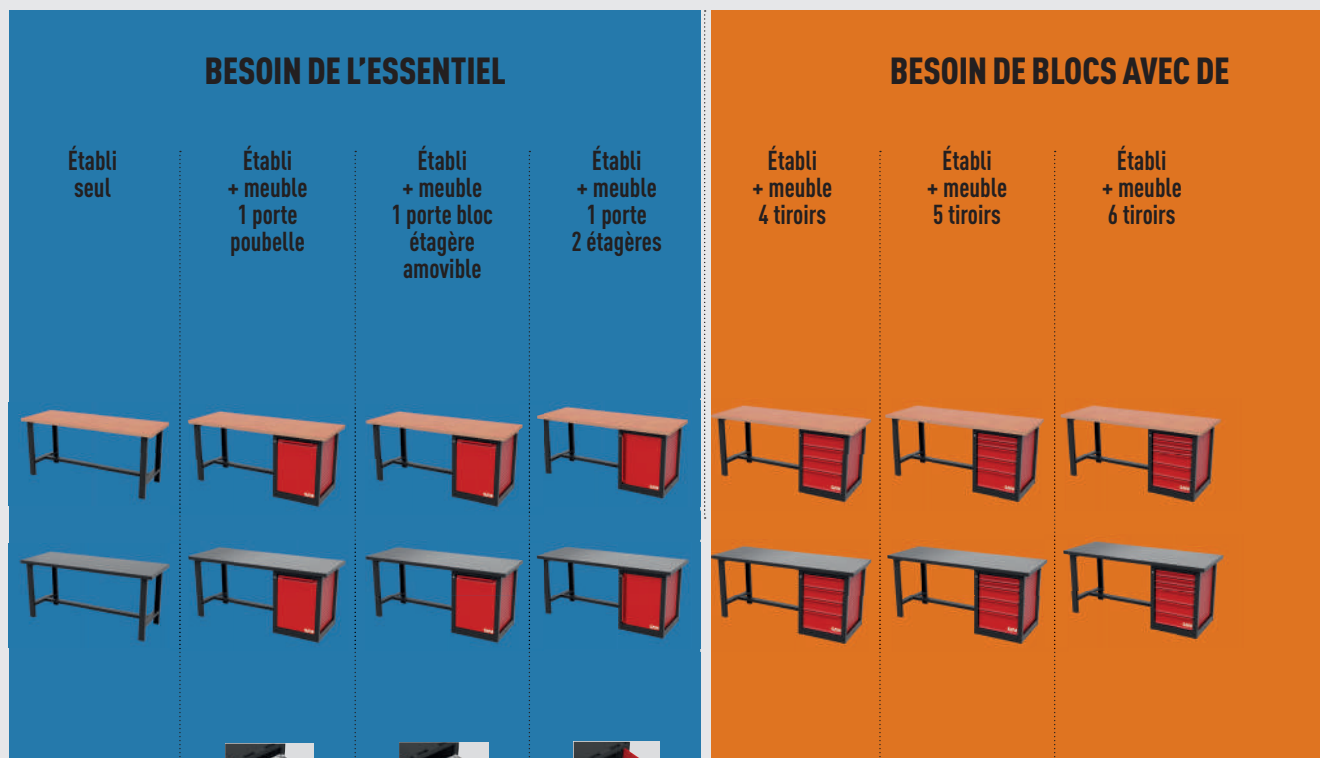 BESOIN DE L'ESSENTIEL
Établi
seul
Établi
+ meuble
1 porte
poubelle
Établi
+ meuble
1 porte bloc
étagère
amovible
Établi
+ meuble
1 porte
2 étagères
BESOIN DE BLOCS AVEC DE
Établi
+ meuble
4 tiroirs
Établi
+ meuble
5 tiroirs
Établi
+ meuble
6 tiroirs